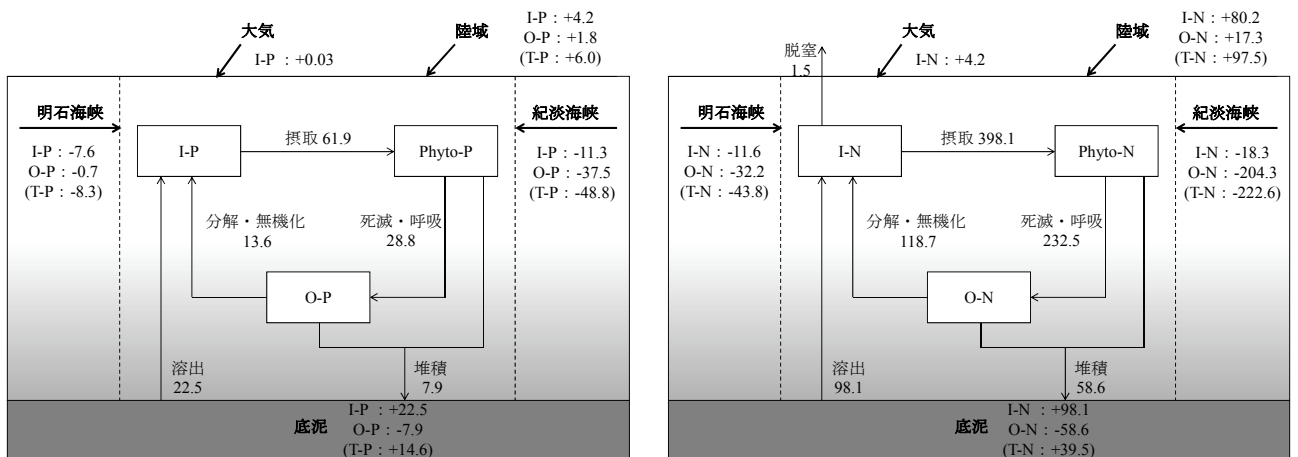 大気
I-P ：+0.03
陸域
I-P：+4.2
O-P：+1.8
(T-P：+6.0)
明石海峡
I-P：-7.6
O-P：-0.7
(T-P：-8.3)
紀淡海峡
I-P：-11.3
O-P：-37.5
(T-P：-48.8)
I-P
摂取 61.9
Phyto-P
分解・無機化
13.6
死滅・呼吸
28.8
O-P
溶出
22.5
堆積
7.9
底泥
I-P ：+22.5
O-P：-7.9
(T-P：+14.6)
脱窒
1.5
大気
I-N：+4.2
陸域
I-N：+80.2
O-N：+17.3
(T-N：+97.5)
明石海峡
I-N：-11.6
O-N：-32.2
(T-N：-43.8)
紀淡海峡
I-N：-18.3
O-N：-204.3
(T-N：-222.6)
I-N
摂取 398.1
Phyto-N
分解・無機化
118.7
死滅・呼吸
232.5
O-N
溶出
98.1
堆積
58.6
底泥
I-N ：+98.1
O-N：-58.6
(T-N：+39.5)